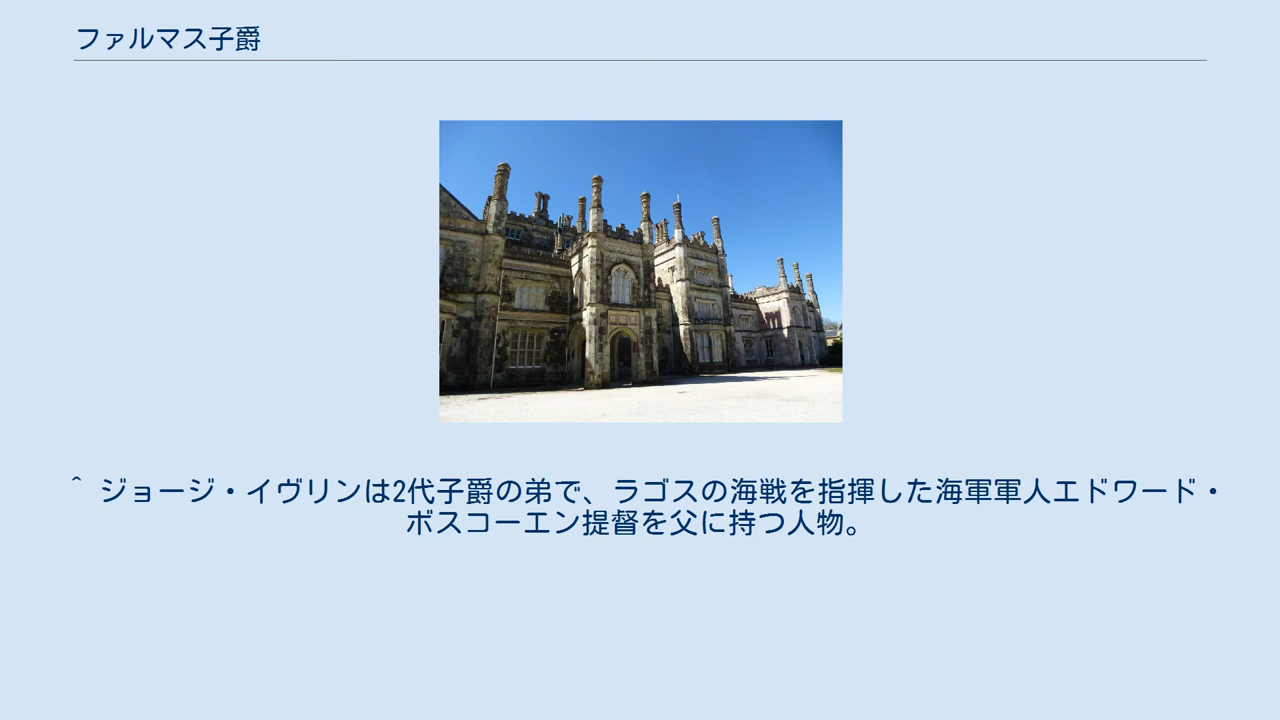 ファルマス子爵
^ ジョージ・イヴリンは2代子爵の弟で、ラゴスの海戦を指揮した海軍軍人エドワード・
ボスコーエン提督を父に持つ人物。